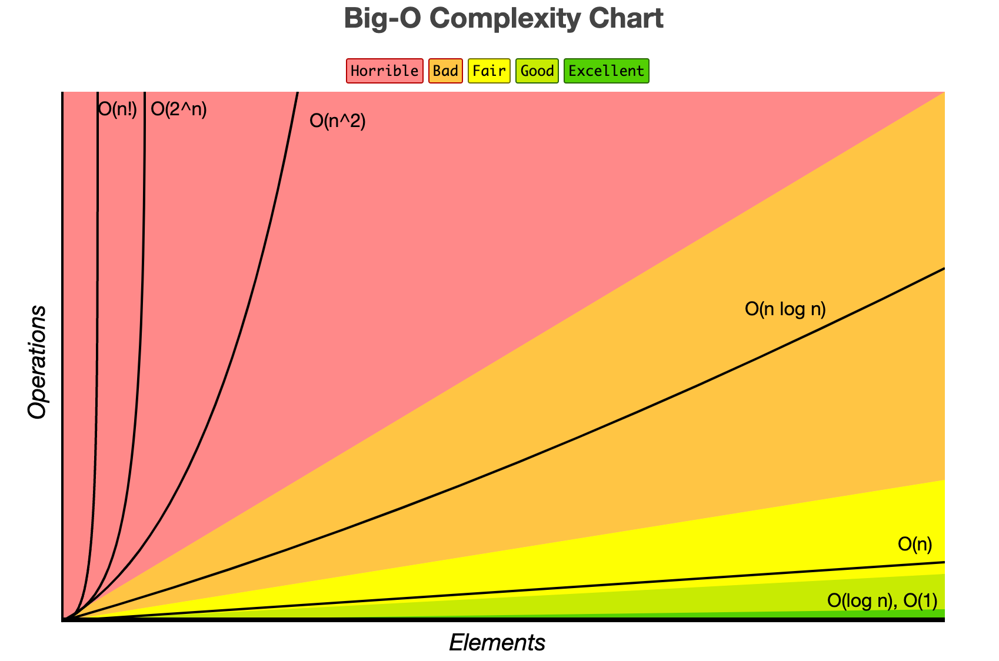 Big-O Complexity Chart
Horrible Bad Fair Good Excellent
O(n!) O(2^n)
O(n^2)
O(n log n)
Operations
O(n)
O(log n), O(1)
Elements